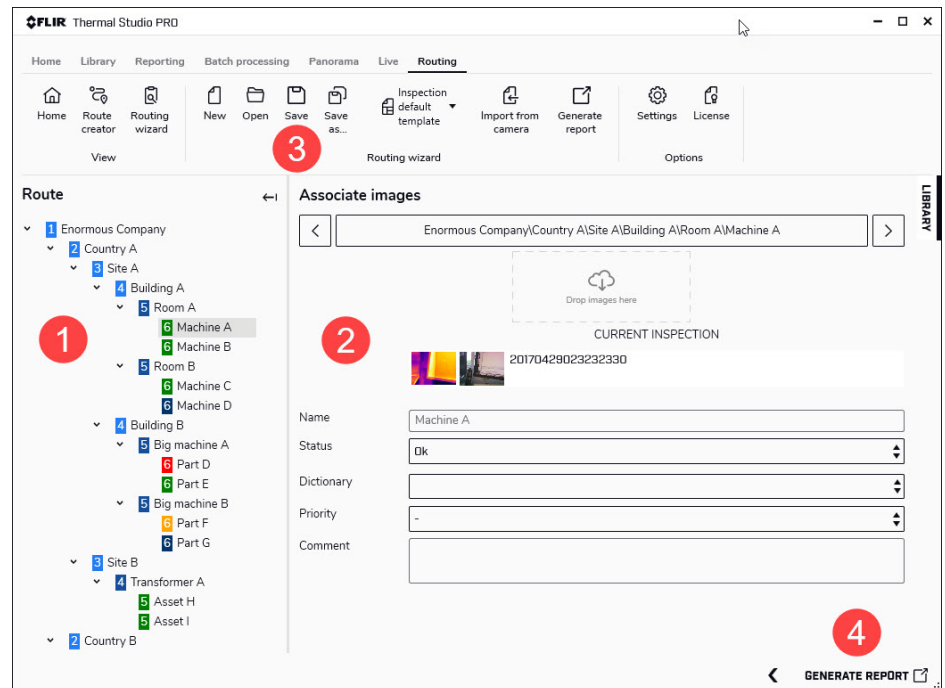 FLIR Thermal Studio PRO
Home Library Reporting Batch processing Panorama Live Routing
Home
Route creator
Routing wizard
View
New
Open
Save
Save as...
Inspection default template
Import from camera
Generate report
Routing wizard
Settings
License
Options
3
Route
1 Enormous Company
2 Country A
3 Site A
4 Building A
5 Room A
6 Machine A
6 Machine B
5 Room B
6 Machine C
6 Machine D
4 Building B
5 Big machine A
6 Part D
6 Part E
5 Big machine B
6 Part F
6 Part G
3 Site B
4 Transformer A
5 Asset H
5 Asset I
2 Country B
1
Associate images
LIBRARY
Enormous Company\Country A\Site A\Building A\Room A\Machine A
Drop images here
2
CURRENT INSPECTION
20170429023232330
Name Machine A
Status Ok
Dictionary
Priority -
Comment
4
GENERATE REPORT